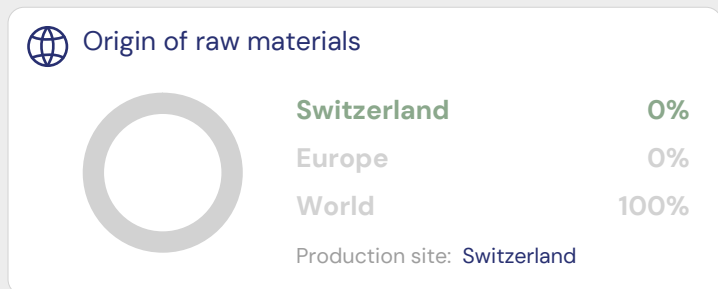 Origin of raw materials
Switzerland 0%
Europe 0%
World 100%
Production site: Switzerland